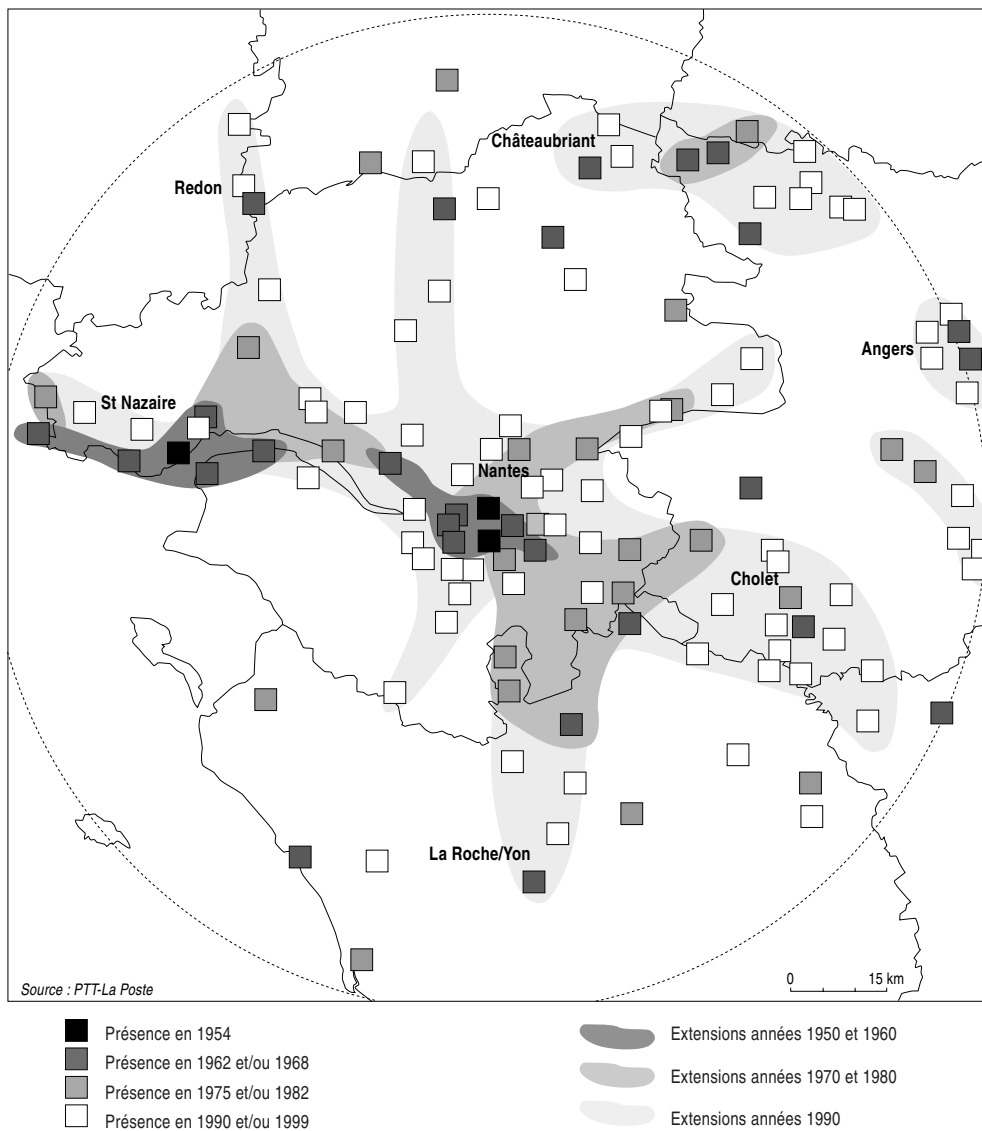 Châteaubriant
Redon
Angers
St Nazaire
Nantes
Cholet
La Roche/Yon
Source : PTT-La Poste
0 15 km
Présence en 1954
Présence en 1962 et/ou 1968
Présence en 1975 et/ou 1982
Présence en 1990 et/ou 1999
Extensions années 1950 et 1960
Extensions années 1970 et 1980
Extensions années 1990